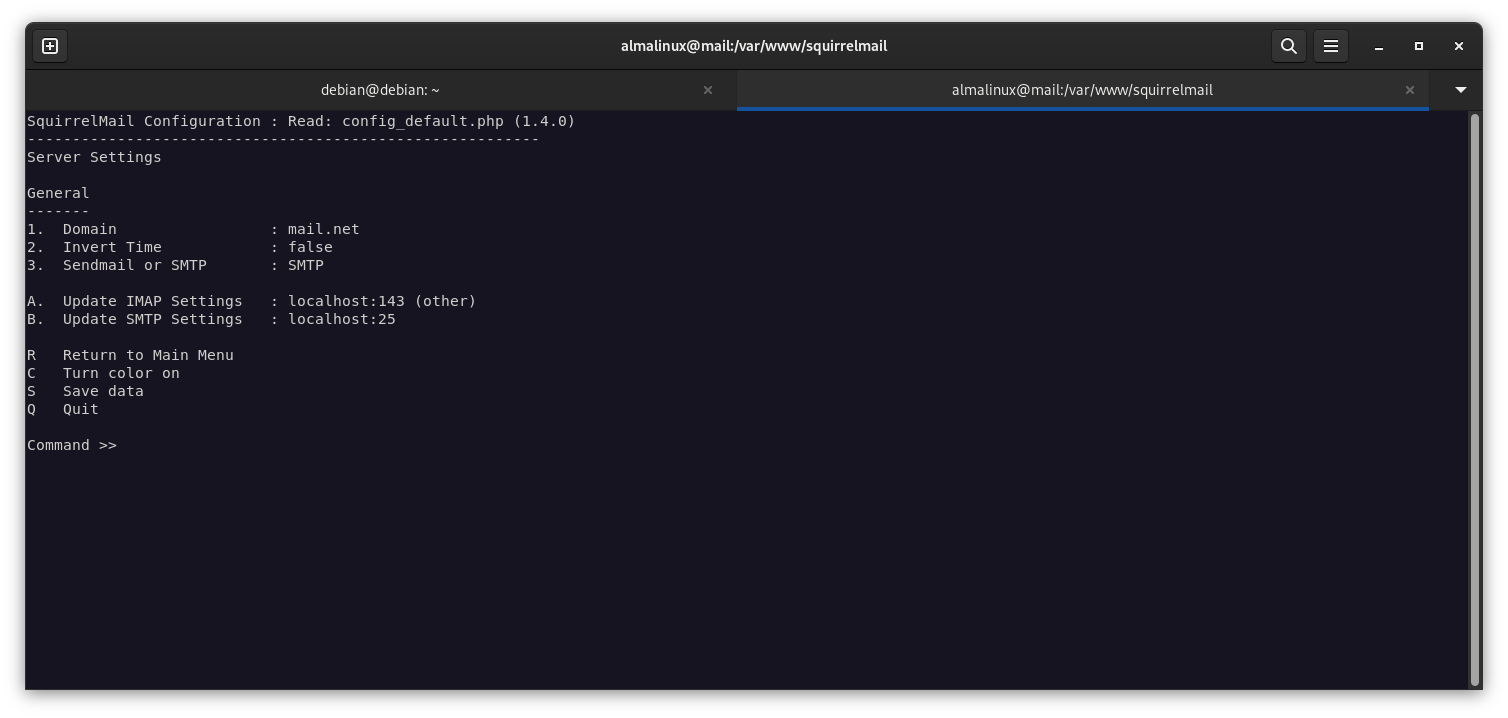 almalinux@mail:/var/www/squirrelmail
debian@debian: ~
almalinux@mail:/var/www/squirrelmail
SquirrelMail Configuration : Read: config_default.php (1.4.0)
---------------------------------------------------------
Server Settings
General
-------
1.  Domain                 : mail.net
2.  Invert Time            : false
3.  Sendmail or SMTP       : SMTP
A.  Update IMAP Settings   : localhost:143 (other)
B.  Update SMTP Settings   : localhost:25
R   Return to Main Menu
C   Turn color on
S   Save data
Q   Quit
Command >>